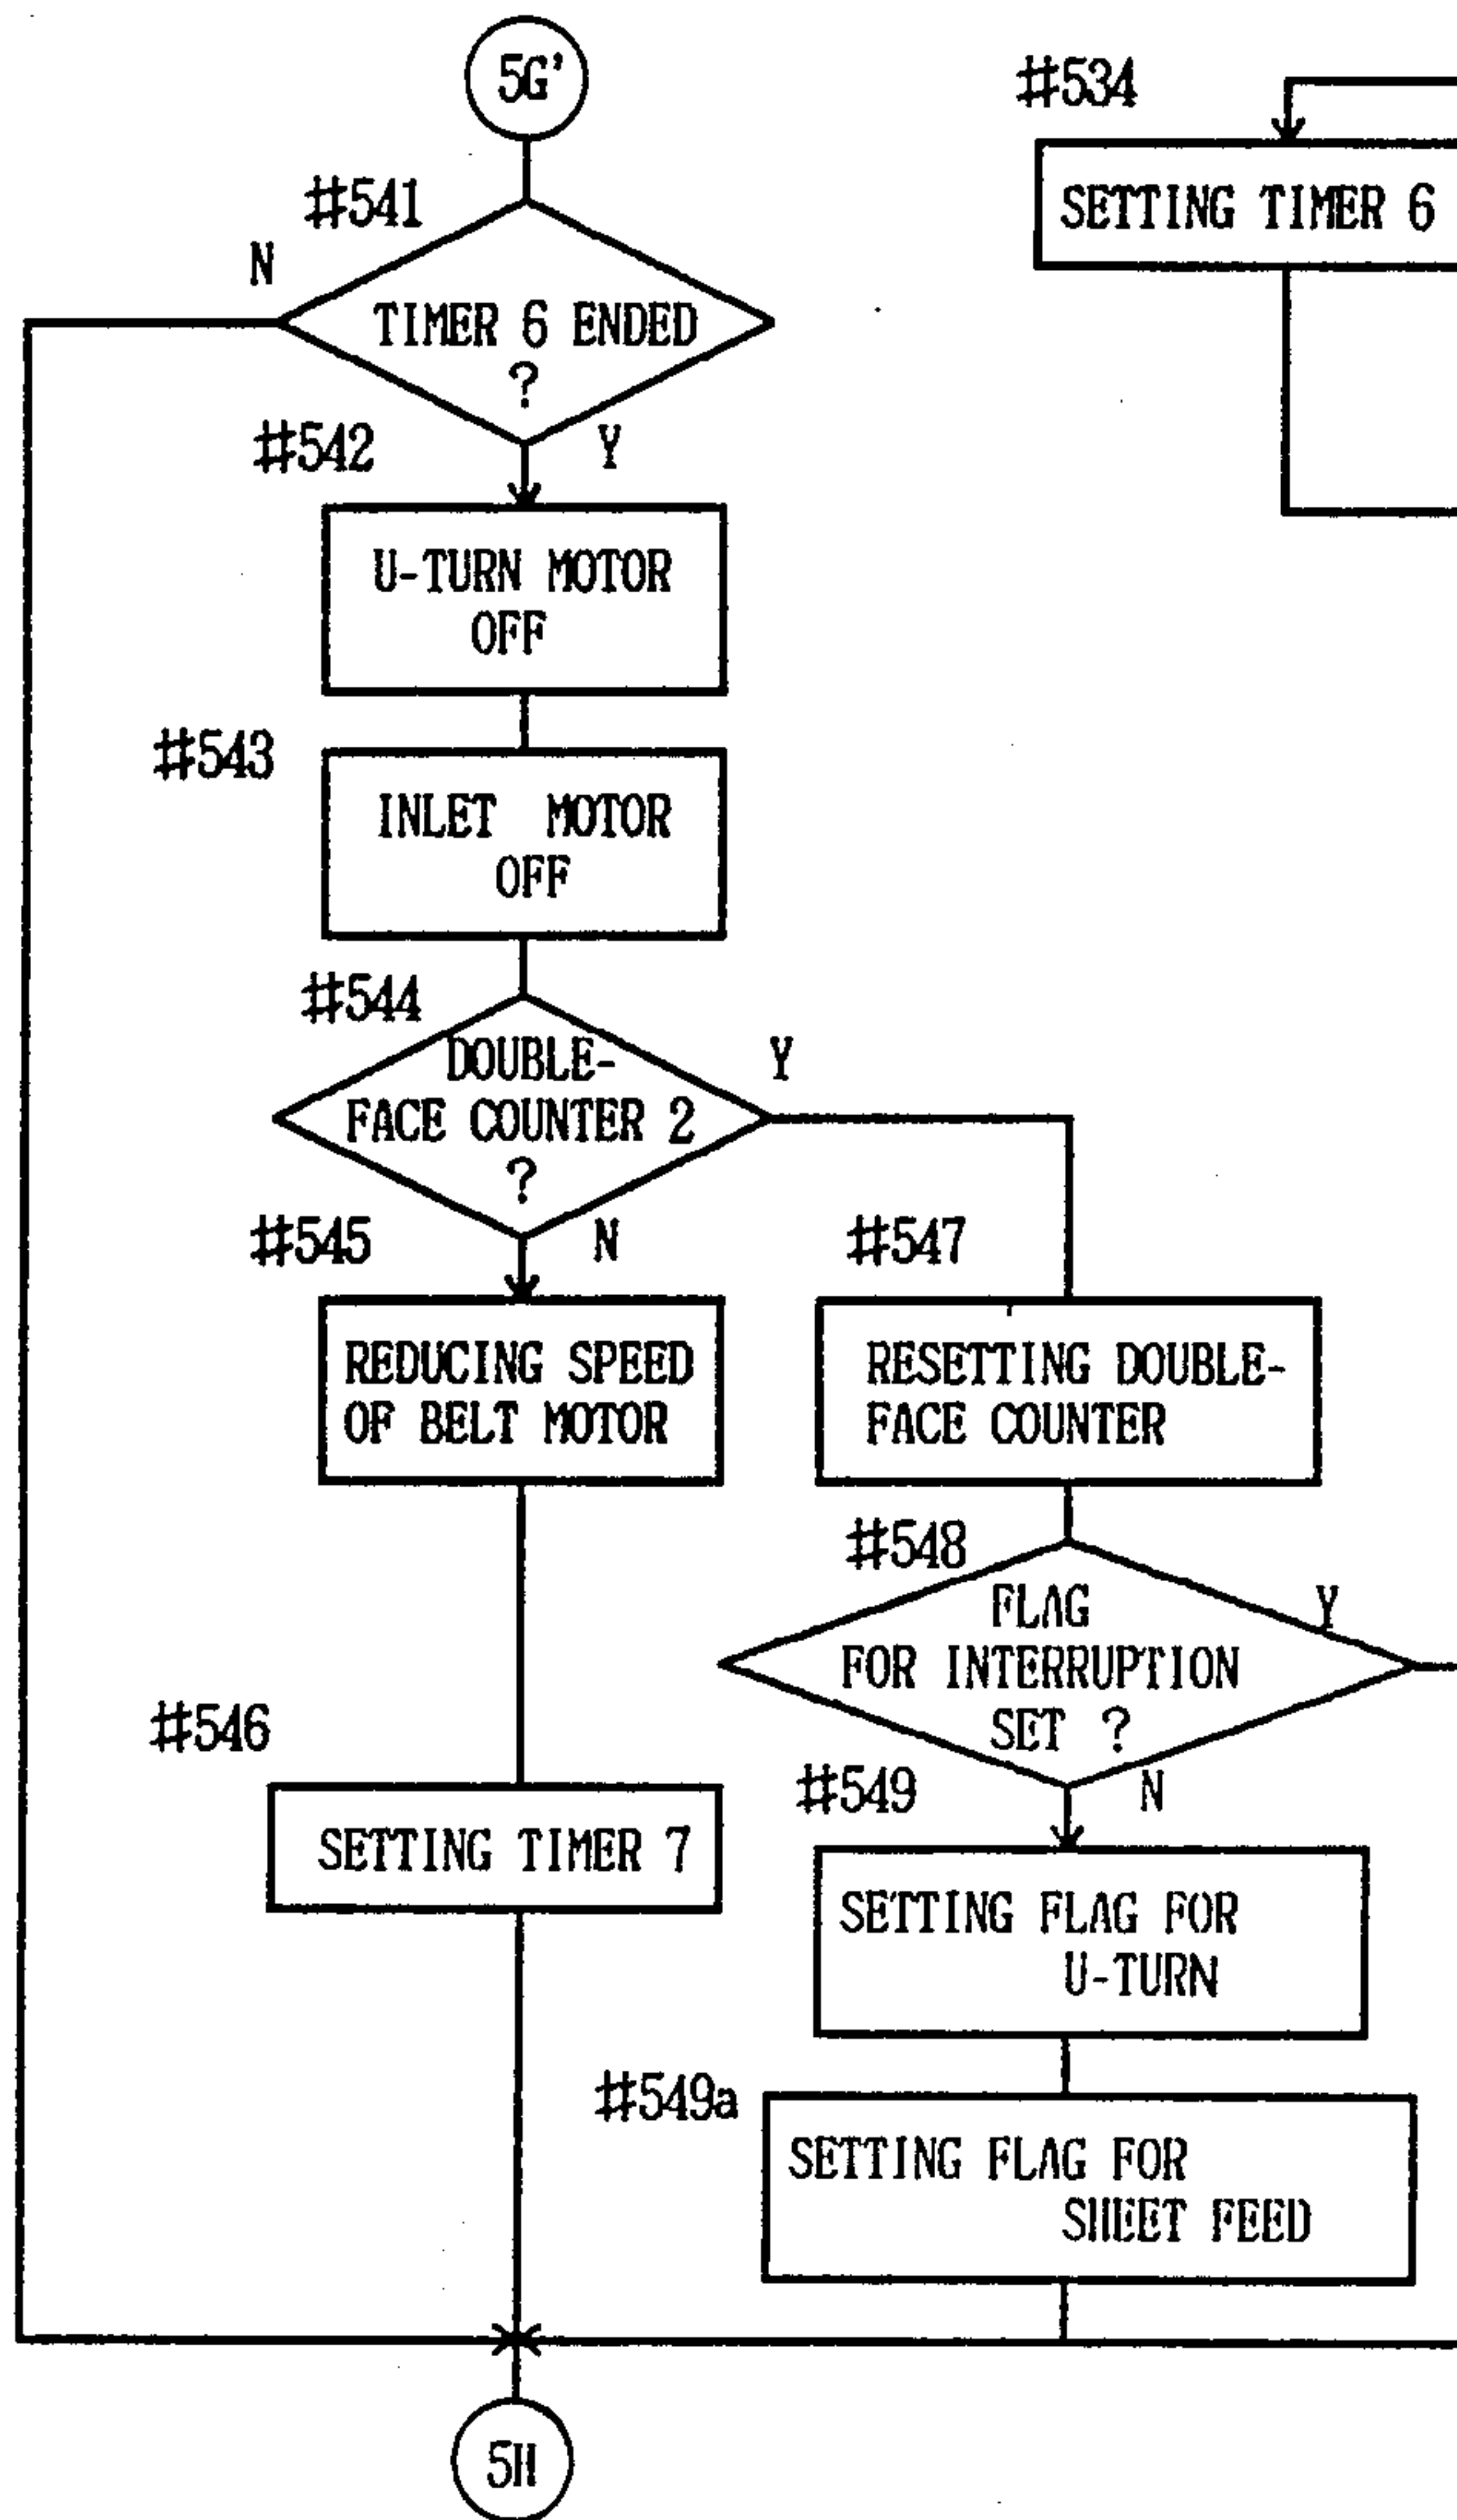 5G'
#534
SETTING TIMER 6
#541
N
TIMER 6 ENDED
?
#542
Y
U-TURN MOTOR
OFF
#543
INLET MOTOR
OFF
#544
DOUBLE-
FACE COUNTER 2
?
Y
#545
N
#547
REDUCING SPEED
OF BELT MOTOR
RESETTING DOUBLE-
FACE COUNTER
#548
FLAG
FOR INTERRUPTION
SET ?
Y
#546
SETTING TIMER 7
#549
N
SETTING FLAG FOR
U-TURN
#549a
SETTING FLAG FOR
SHEET FEED
5H